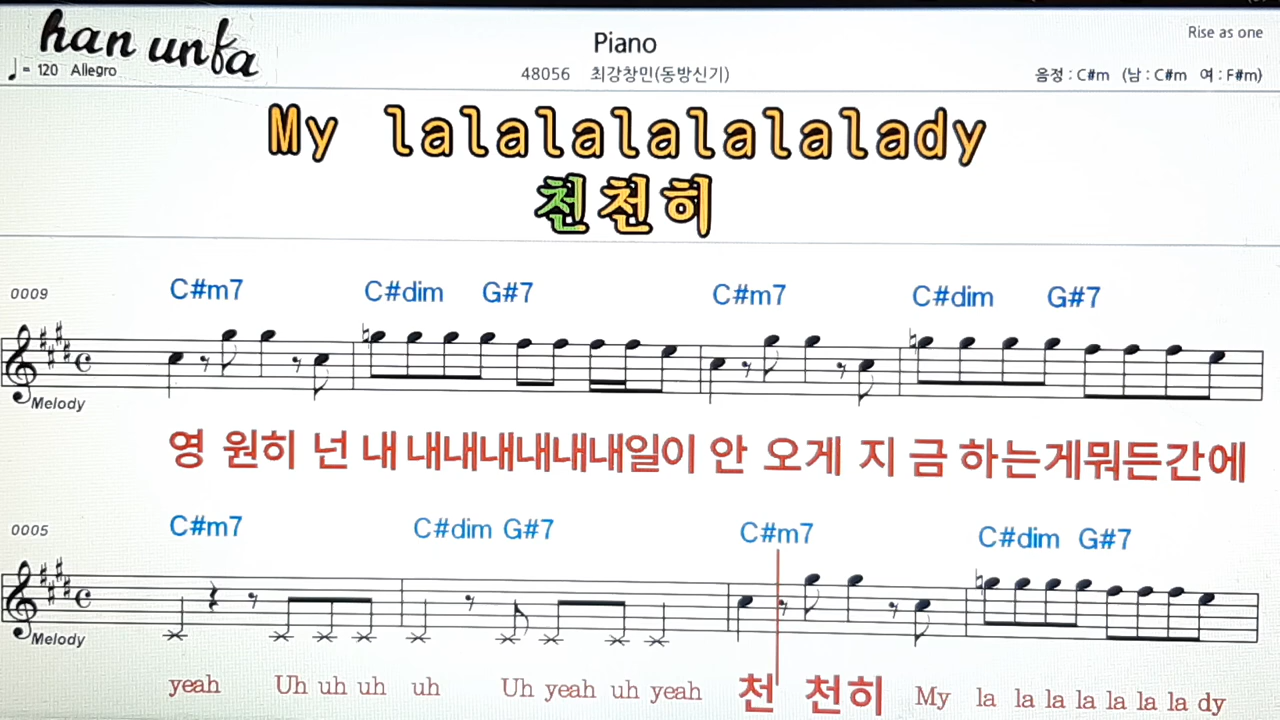 han unfa
Piano
Rise as one
♩= 120 Allegro
48056 최강창민(동방신기)
음정 : C#m (남 : C#m 여 : F#m)
My lalalalalalalalady
천천히
0009 C#m7 C#dim G#7 C#m7 C#dim G#7
Melody
영 원히 넌 내 내내내내내내일이 안 오게 지 금 하는게뭐든간에
0005 C#m7 C#dim G#7 C#m7 C#dim G#7
Melody
yeah Uh uh uh uh Uh yeah uh yeah 천 천히 My la la la la la la la dy